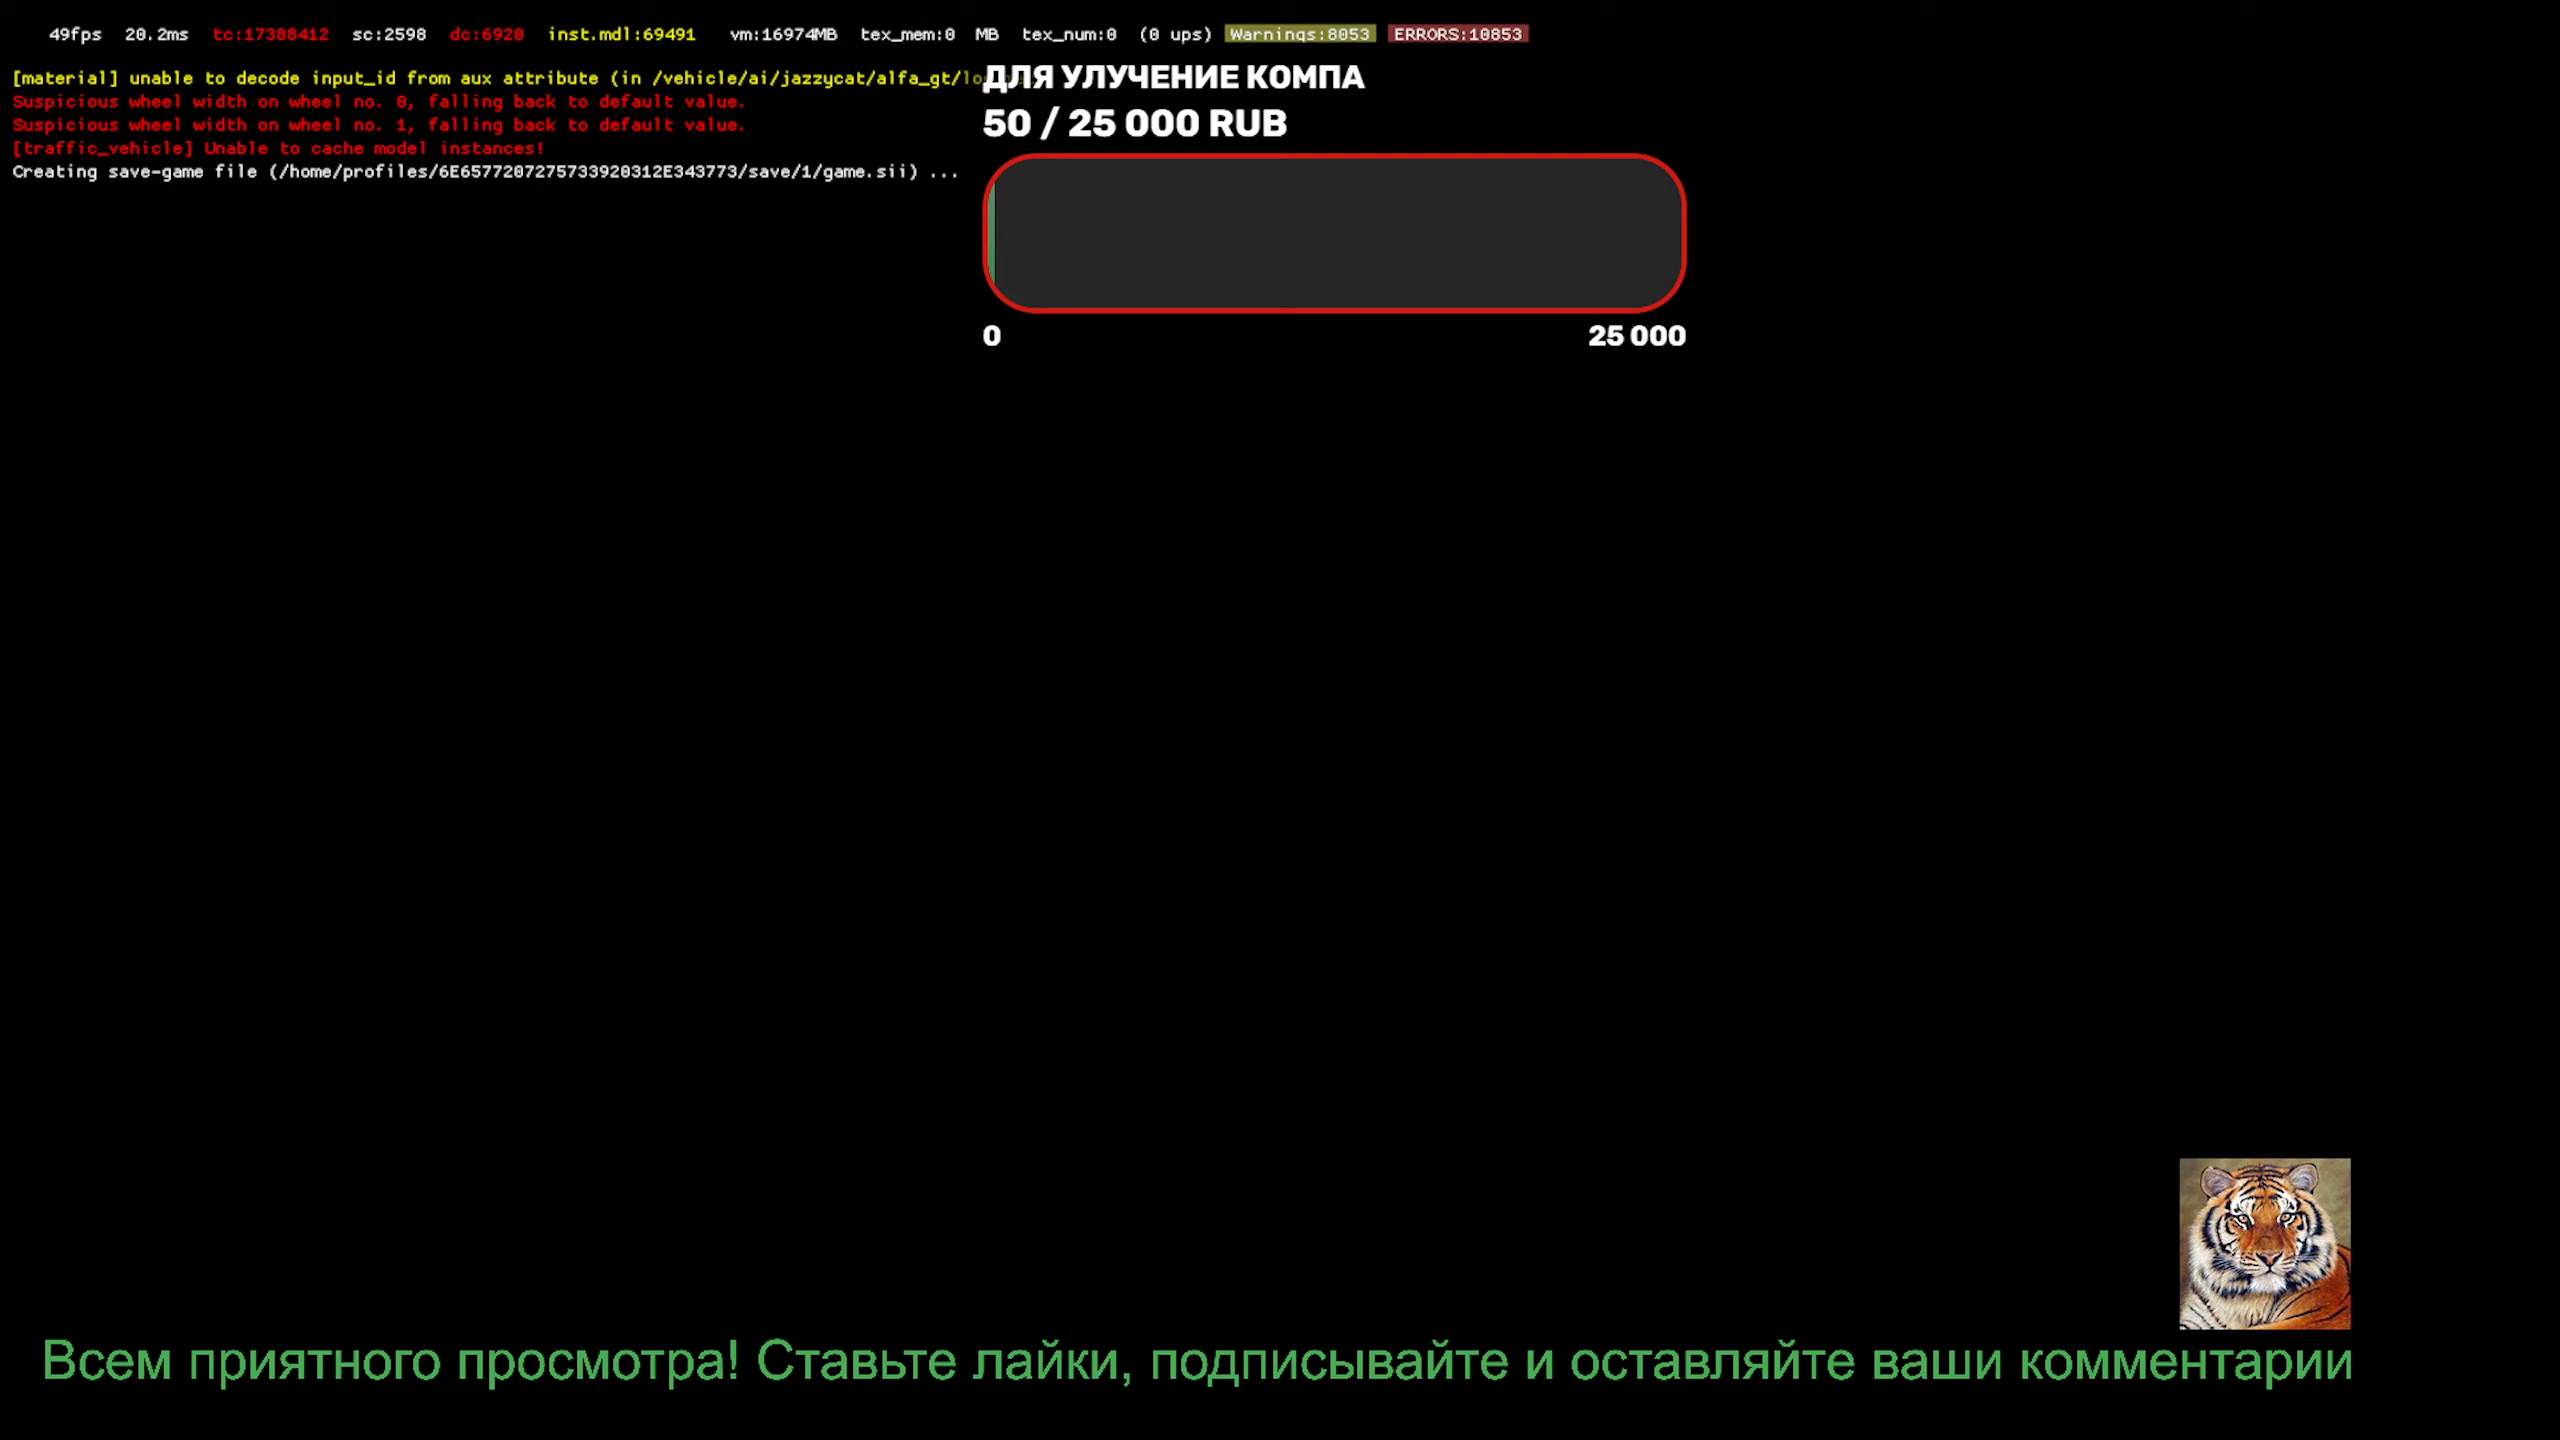 49fps 20.2ms tc:17388412 sc:2598 dc:6920 inst.mdl:69491 vm:16974MB tex_mem:0 MB tex_num:0 (0 ups) Warnings:8053 ERRORS:10853
[material] unable to decode input_id from aux attribute (in /vehicle/ai/jazzycat/alfa_gt/lo
Suspicious wheel width on wheel no. 0, falling back to default value.
Suspicious wheel width on wheel no. 1, falling back to default value.
[traffic_vehicle] Unable to cache model instances!
Creating save-game file (/home/profiles/6E6577207275733920312E343773/save/1/game.sii) ...
ДЛЯ УЛУЧЕНИЕ КОМПА
50 / 25 000 RUB
0 25 000
Всем приятного просмотра! Ставьте лайки, подписывайте и оставляйте ваши комментарии